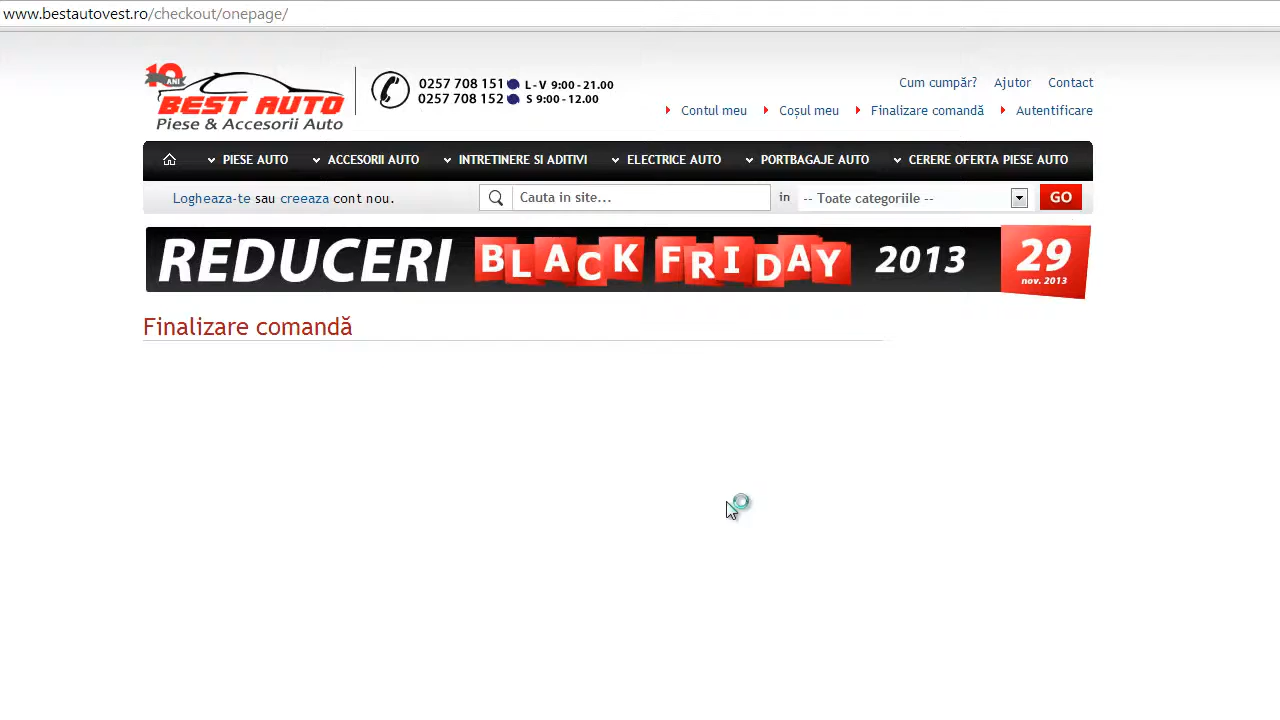 www.bestautovest.ro/checkout/onepage/
10 ANI
BEST AUTO
Piese & Accesorii Auto
0257 708 151 L - V 9:00 - 21.00
0257 708 152 S 9:00 - 12.00
Cum cumpăr? Ajutor Contact
Contul meu Coșul meu Finalizare comandă Autentificare
PIESE AUTO ACCESORII AUTO INTRETINERE SI ADITIVI ELECTRICE AUTO PORTBAGAJE AUTO CERERE OFERTA PIESE AUTO
Logheaza-te sau creeaza cont nou. Cauta in site... in -- Toate categoriile -- GO
REDUCERI BLACK FRIDAY 2013 29
nov. 2013
Finalizare comandă